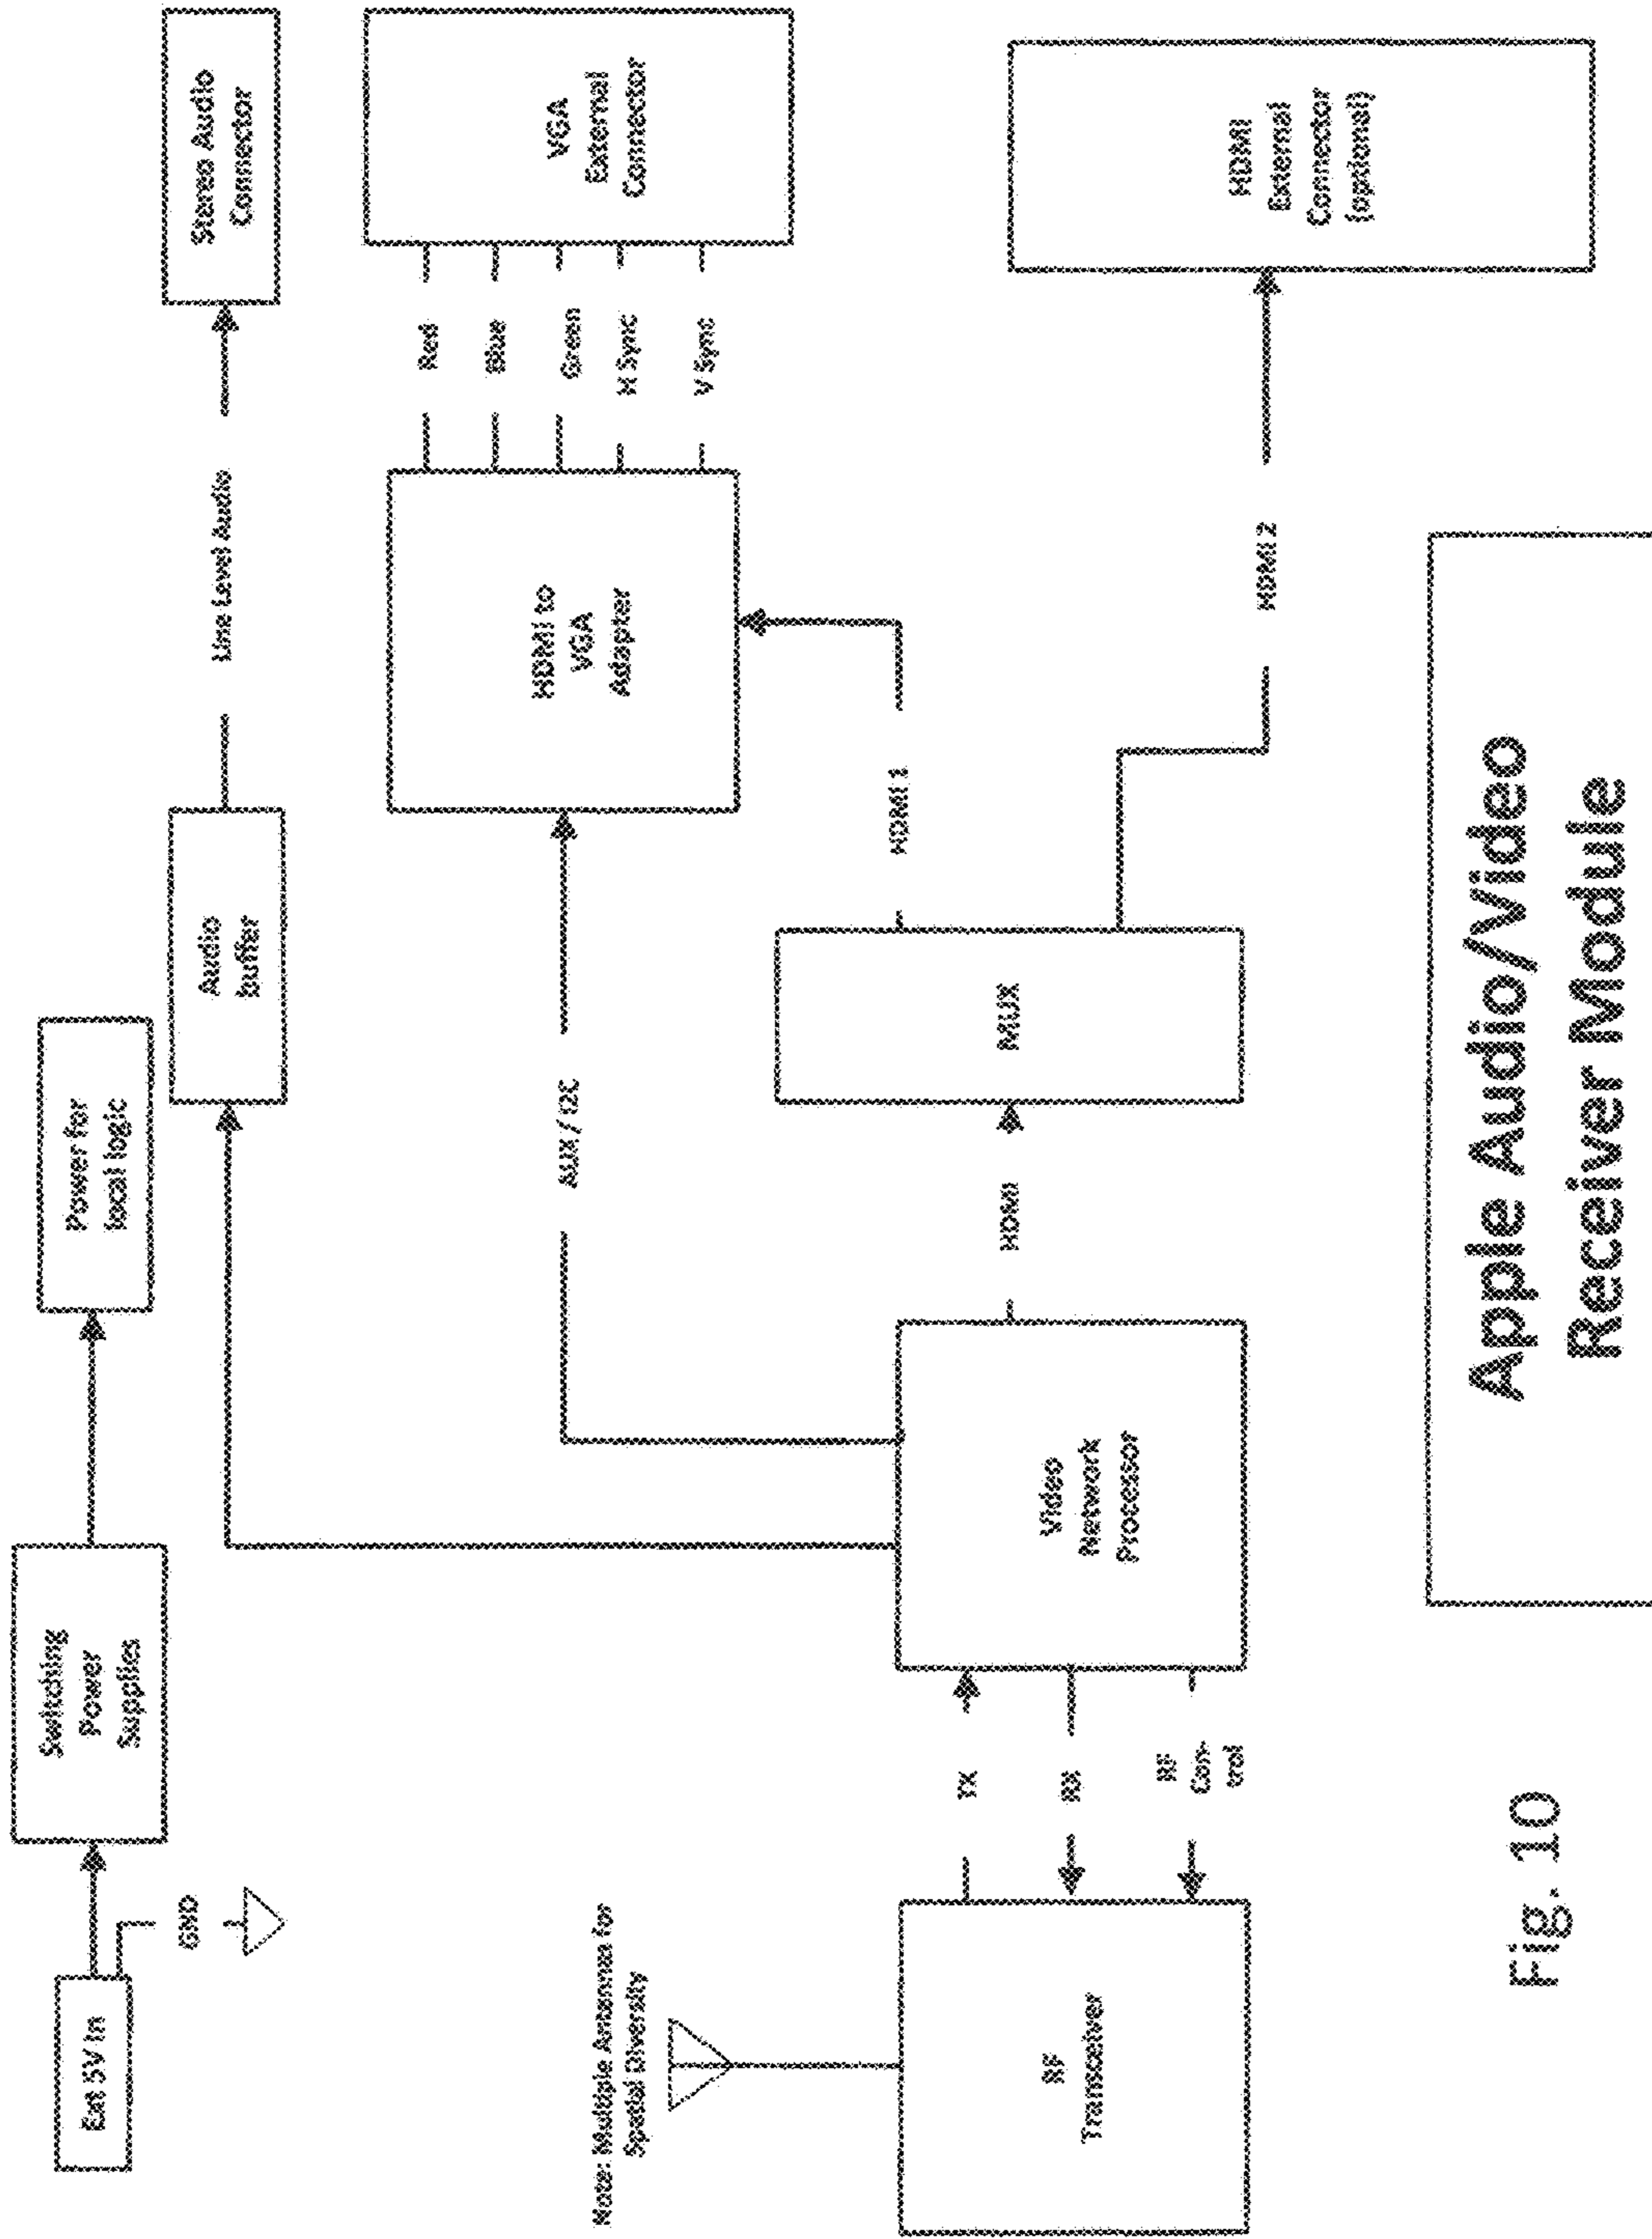 Ext 5V In
GND
Switching
Power
Supplies
Power for
local logic
Audio
buffer
Line Level Audio
Stereo Audio
Connector
Note: Multiple Antennas for
Spatial Diversity
RF
Transceiver
TX
RX
RF
Con-
trol
Video
Network
Processor
AUX / I2C
HDMI
MUX
HDMI 1
HDMI 2
HDMI to
VGA
Adapter
Red
Blue
Green
H Sync
V Sync
VGA
External
Connector
HDMI
External
Connector
(optional)
Fig. 10
Apple Audio/Video
Receiver Module